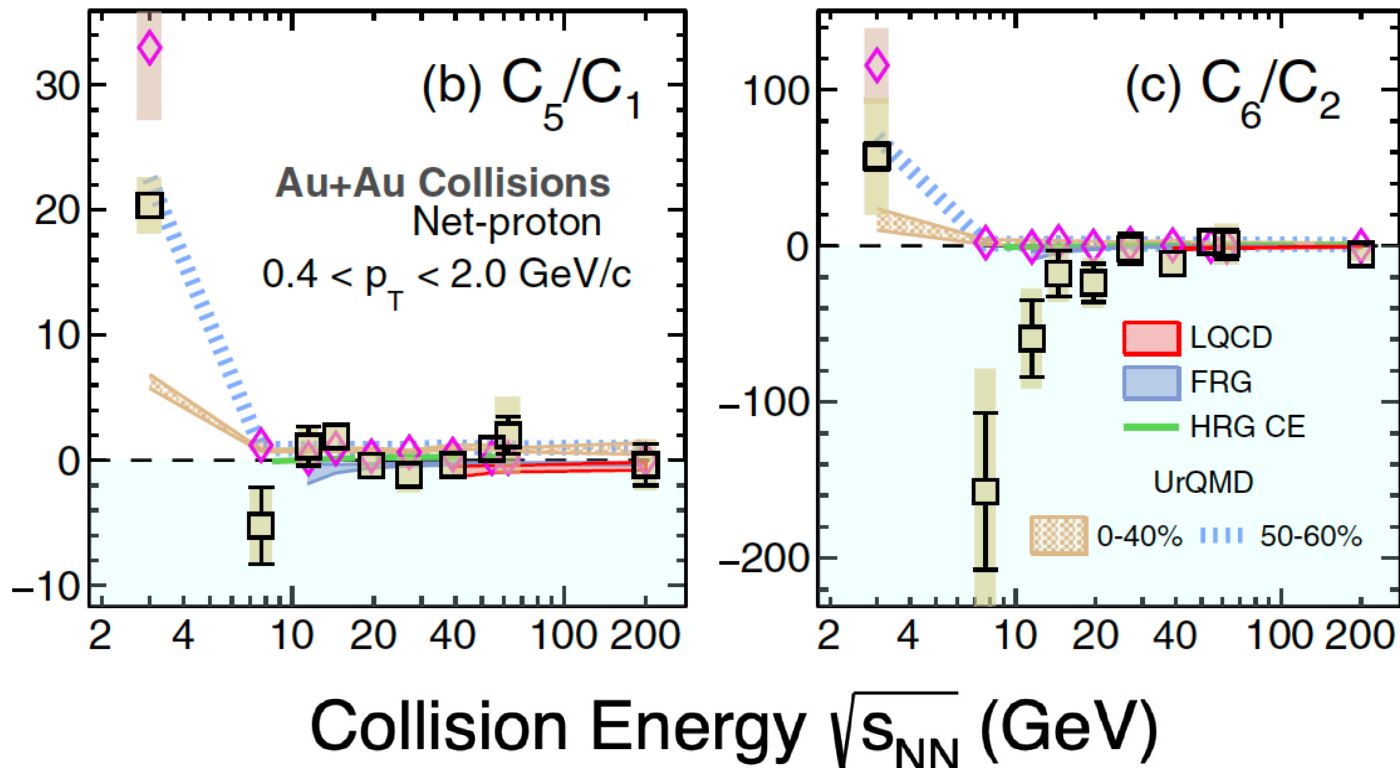 (b) C₅/C₁
30
20
10
0
−10
Au+Au Collisions
Net-proton
0.4 < p_T < 2.0 GeV/c
2 4 10 20 40 100 200
(c) C₆/C₂
100
0
−100
−200
LQCD
FRG
HRG CE
UrQMD
0-40% 50-60%
2 4 10 20 40 100 200
Collision Energy √s_NN (GeV)